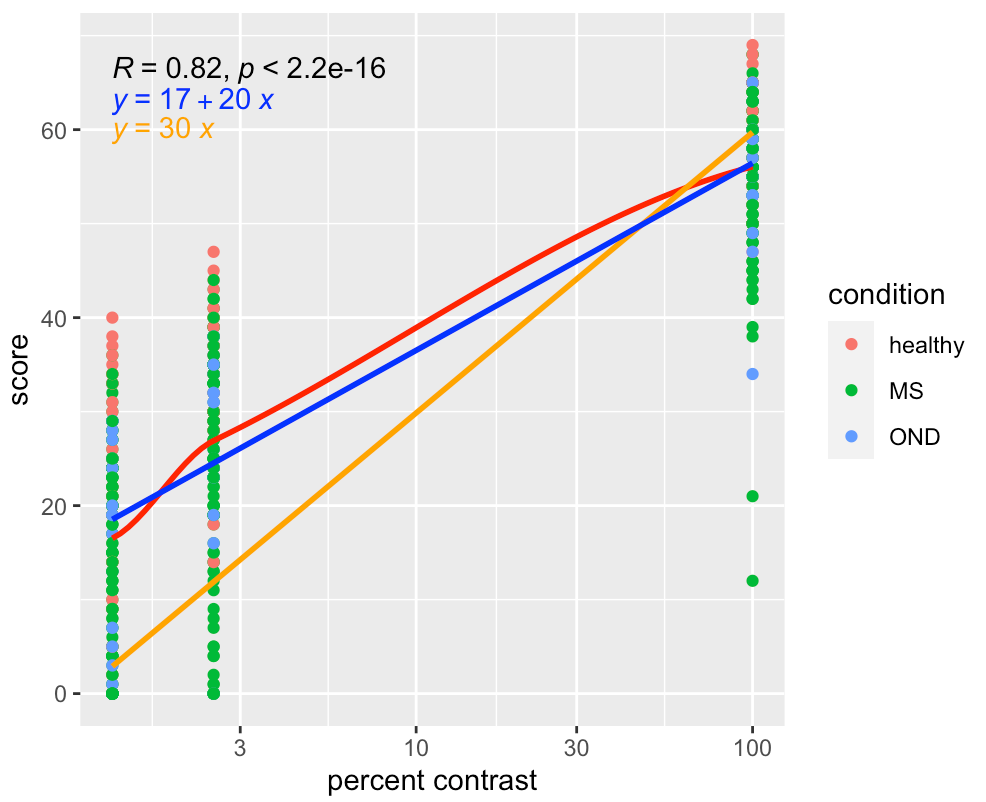 R = 0.82, p < 2.2e-16
y = 17 + 20 x
y = 30 x
60
40
20
0
score
3 10 30 100
percent contrast
condition
healthy
MS
OND